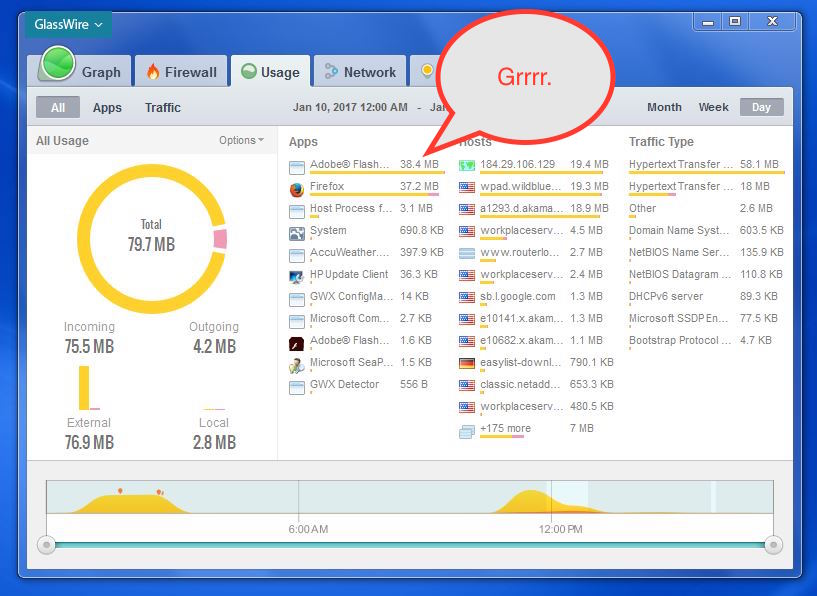 GlassWire
Grrrr.
Graph
Firewall
Usage
Network
All
Apps
Traffic
Jan 10, 2017 12:00 AM -
Month
Week
Day
All Usage
Options
Total
79.7 MB
Incoming
Outgoing
75.5 MB
4.2 MB
External
Local
76.9 MB
2.8 MB
Apps
Adobe® Flash... 38.4 MB
Firefox 37.2 MB
Host Process f... 3.1 MB
System 690.8 KB
AccuWeather.... 397.9 KB
HP Update Client 36.3 KB
GWX ConfigMa... 14 KB
Microsoft Com... 2.7 KB
Adobe® Flash... 1.6 KB
Microsoft SeaP... 1.5 KB
GWX Detector 556 B
Hosts
184.29.106.129 19.4 MB
wpad.wildblue... 19.3 MB
a1293.d.akama... 18.9 MB
workplaceserv... 4.5 MB
www.routerlo... 2.7 MB
workplaceserv... 2.4 MB
sb.l.google.com 1.3 MB
e10141.x.akam... 1.3 MB
e10682.x.akam... 1.1 MB
easylist-downl... 790.1 KB
classic.netadd... 653.3 KB
workplaceserv... 480.5 KB
+175 more 7 MB
Traffic Type
Hypertext Transfer ... 58.1 MB
Hypertext Transfer ... 18 MB
Other 2.6 MB
Domain Name Syst... 603.5 KB
NetBIOS Name Ser... 135.9 KB
NetBIOS Datagram ... 110.8 KB
DHCPv6 server 89.3 KB
Microsoft SSDP En... 77.5 KB
Bootstrap Protocol ... 4.7 KB
6:00AM
12:00PM